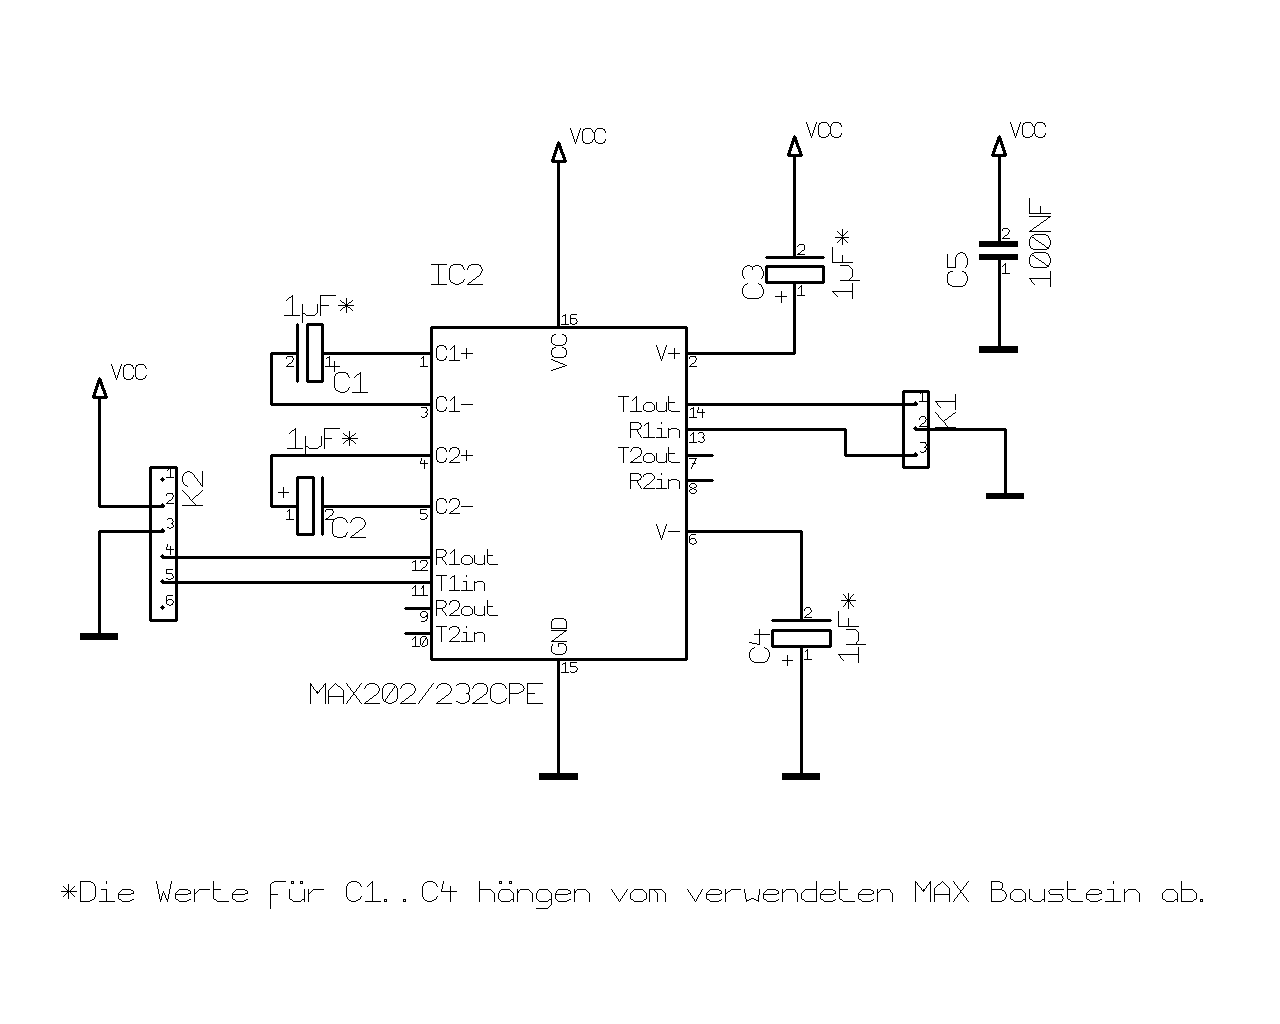 VCC
VCC
VCC
IC2
1µF*
2
1
+
C1
1
C1+
3
C1-
1µF*
4
C2+
+
1
2
C2
5
C2-
VCC
K2
1
2
3
4
5
6
12
R1out
11
T1in
9
R2out
10
T2in
16
VCC
GND
15
MAX202/232CPE
V+
2
T1out
14
R1in
13
T2out
7
R2in
8
V-
6
C3
2
+
1
1µF*
C5
2
1
100NF
K1
1
2
3
C4
2
+
1
1µF*
*Die Werte für C1..C4 hängen vom verwendeten MAX Baustein ab.